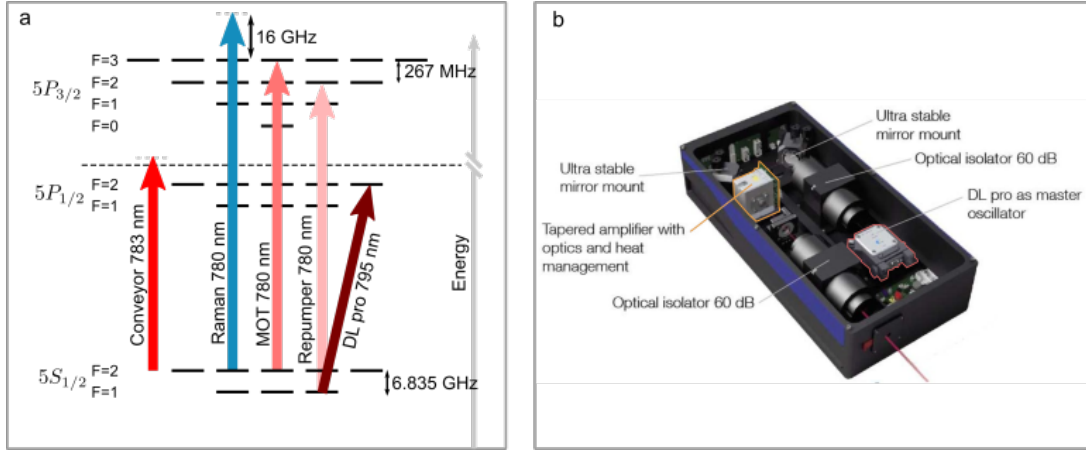 a
16 GHz
F=3
267 MHz
F=2
5P3/2
F=1
F=0
5P1/2
F=2
F=1
Conveyor 783 nm
Raman 780 nm
MOT 780 nm
Repumper 780 nm
DL pro 795 nm
Energy
5S1/2
F=2
F=1
6.835 GHz
b
Ultra stable
mirror mount
Optical isolator 60 dB
Ultra stable
mirror mount
DL pro as master
oscillator
Tapered amplifier with
optics and heat
management
Optical isolator 60 dB